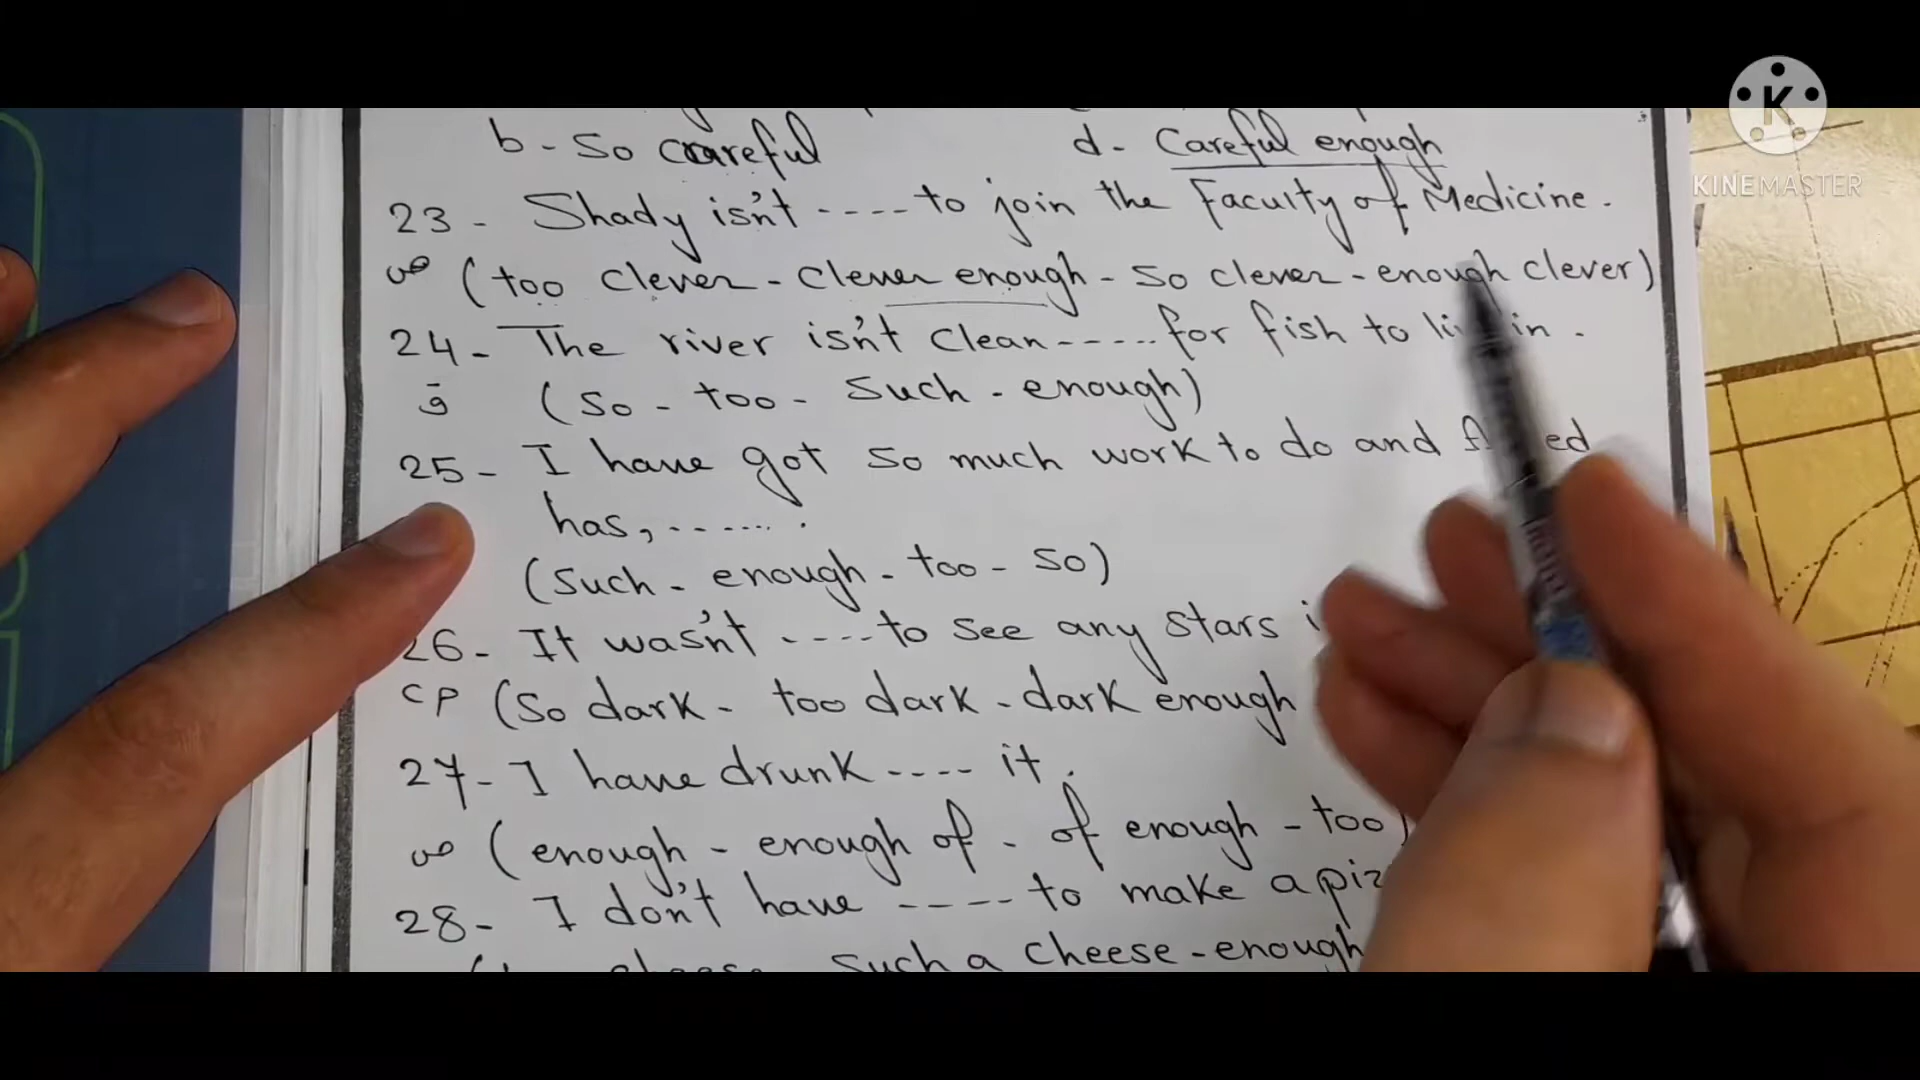 b - so careful d - Careful enough
23 - Shady isn't ---- to join the Faculty of Medicine.
(too clever - clever enough - so clever - enough clever)
24 - The river isn't clean ----- for fish to in.
(so - too - such - enough)
25 - I have got so much work to do and
has, ------.
(such - enough - too - so)
26 - It wasn't ---- to see any stars
(so dark - too dark - dark enough
27 - I have drunk ---- it.
(enough - enough of - of enough - too)
28 - I don't have ---- to make a
such a cheese - enough
KINEMASTER